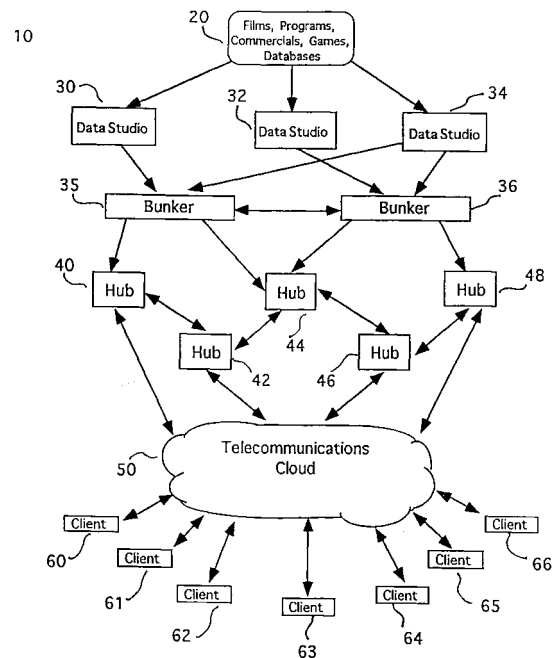 10
20
Films, Programs,
Commercials, Games,
Databases
30
32
34
Data Studio
Data Studio
Data Studio
35
Bunker
Bunker
36
40
Hub
Hub
Hub
48
44
Hub
42
46
Hub
50
Telecommunications
Cloud
Client
60
Client
61
Client
62
Client
63
Client
64
Client
65
Client
66